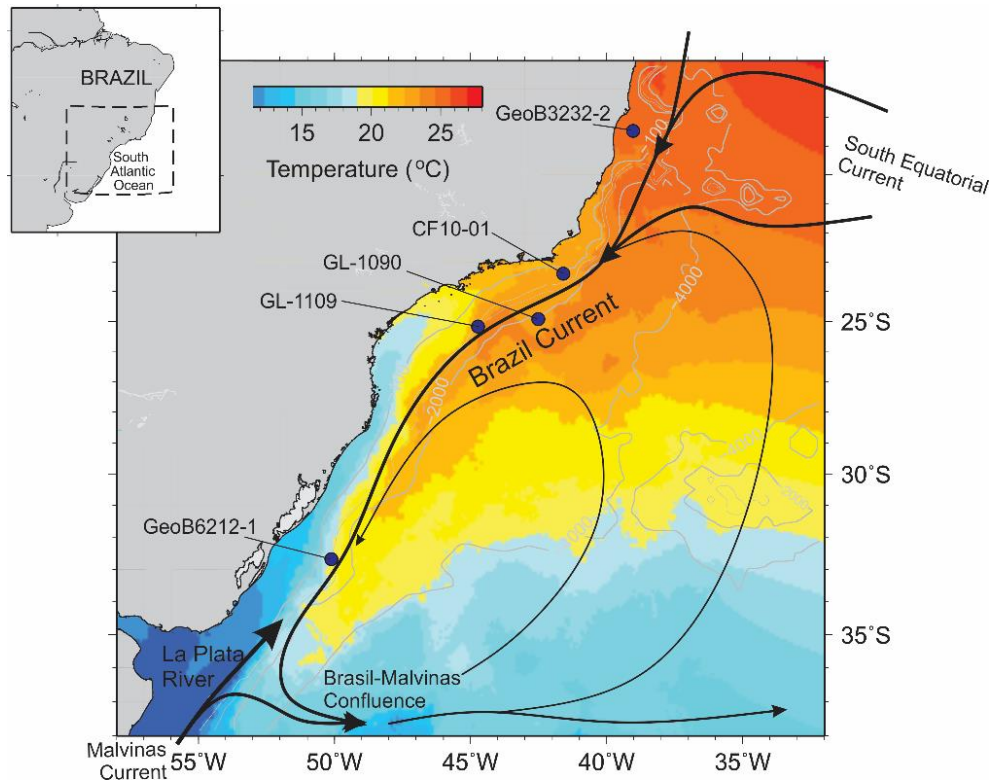 BRAZIL
South
Atlantic
Ocean
15
20
25
Temperature (°C)
GeoB3232-2
-100
South Equatorial
Current
CF10-01
GL-1090
GL-1109
-4000
25°S
Brazil Current
-2000
30°S
GeoB6212-1
35°S
La Plata
River
Brasil-Malvinas
Confluence
Malvinas
Current
55°W
50°W
45°W
40°W
35°W